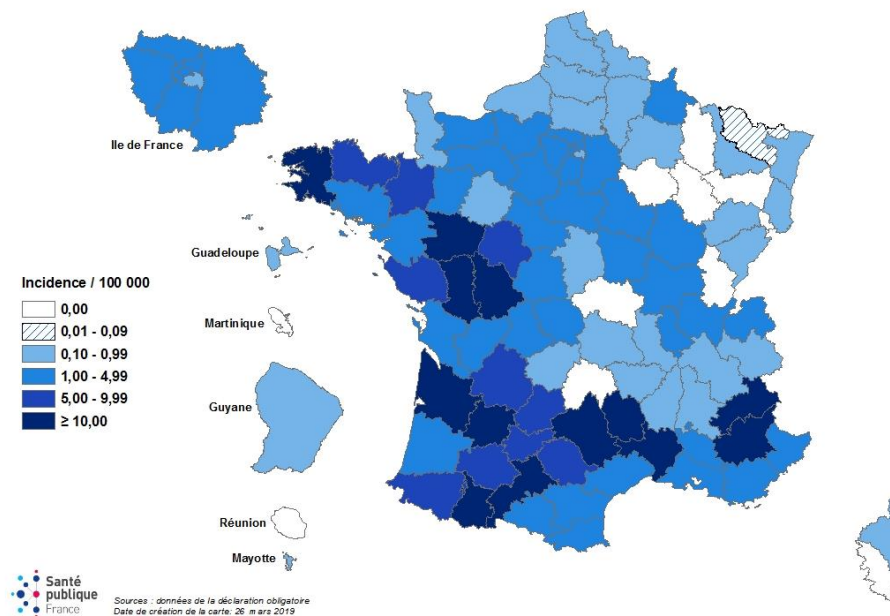 Ile de France
Guadeloupe
Incidence / 100 000
0,00
0,01 - 0,09
0,10 - 0,99
1,00 - 4,99
5,00 - 9,99
≥ 10,00
Martinique
Guyane
Réunion
Mayotte
Santé
publique
France
Sources : données de la déclaration obligatoire
Date de création de la carte: 26 mars 2019